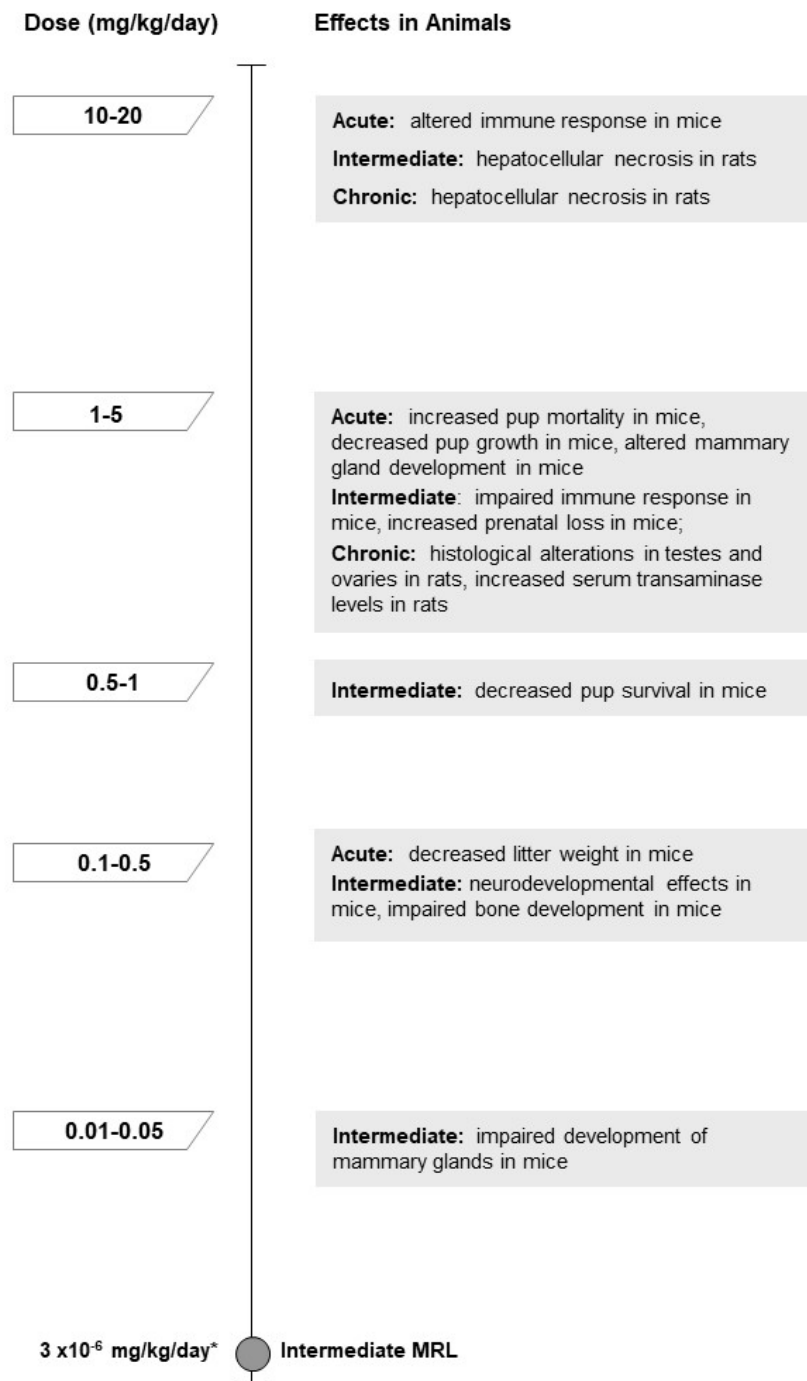 Dose (mg/kg/day) Effects in Animals
10-20
Acute: altered immune response in mice
Intermediate: hepatocellular necrosis in rats
Chronic: hepatocellular necrosis in rats
1-5
Acute: increased pup mortality in mice,
decreased pup growth in mice, altered mammary
gland development in mice
Intermediate: impaired immune response in
mice, increased prenatal loss in mice;
Chronic: histological alterations in testes and
ovaries in rats, increased serum transaminase
levels in rats
0.5-1
Intermediate: decreased pup survival in mice
0.1-0.5
Acute: decreased litter weight in mice
Intermediate: neurodevelopmental effects in
mice, impaired bone development in mice
0.01-0.05
Intermediate: impaired development of
mammary glands in mice
3 x10⁻⁶ mg/kg/day* Intermediate MRL